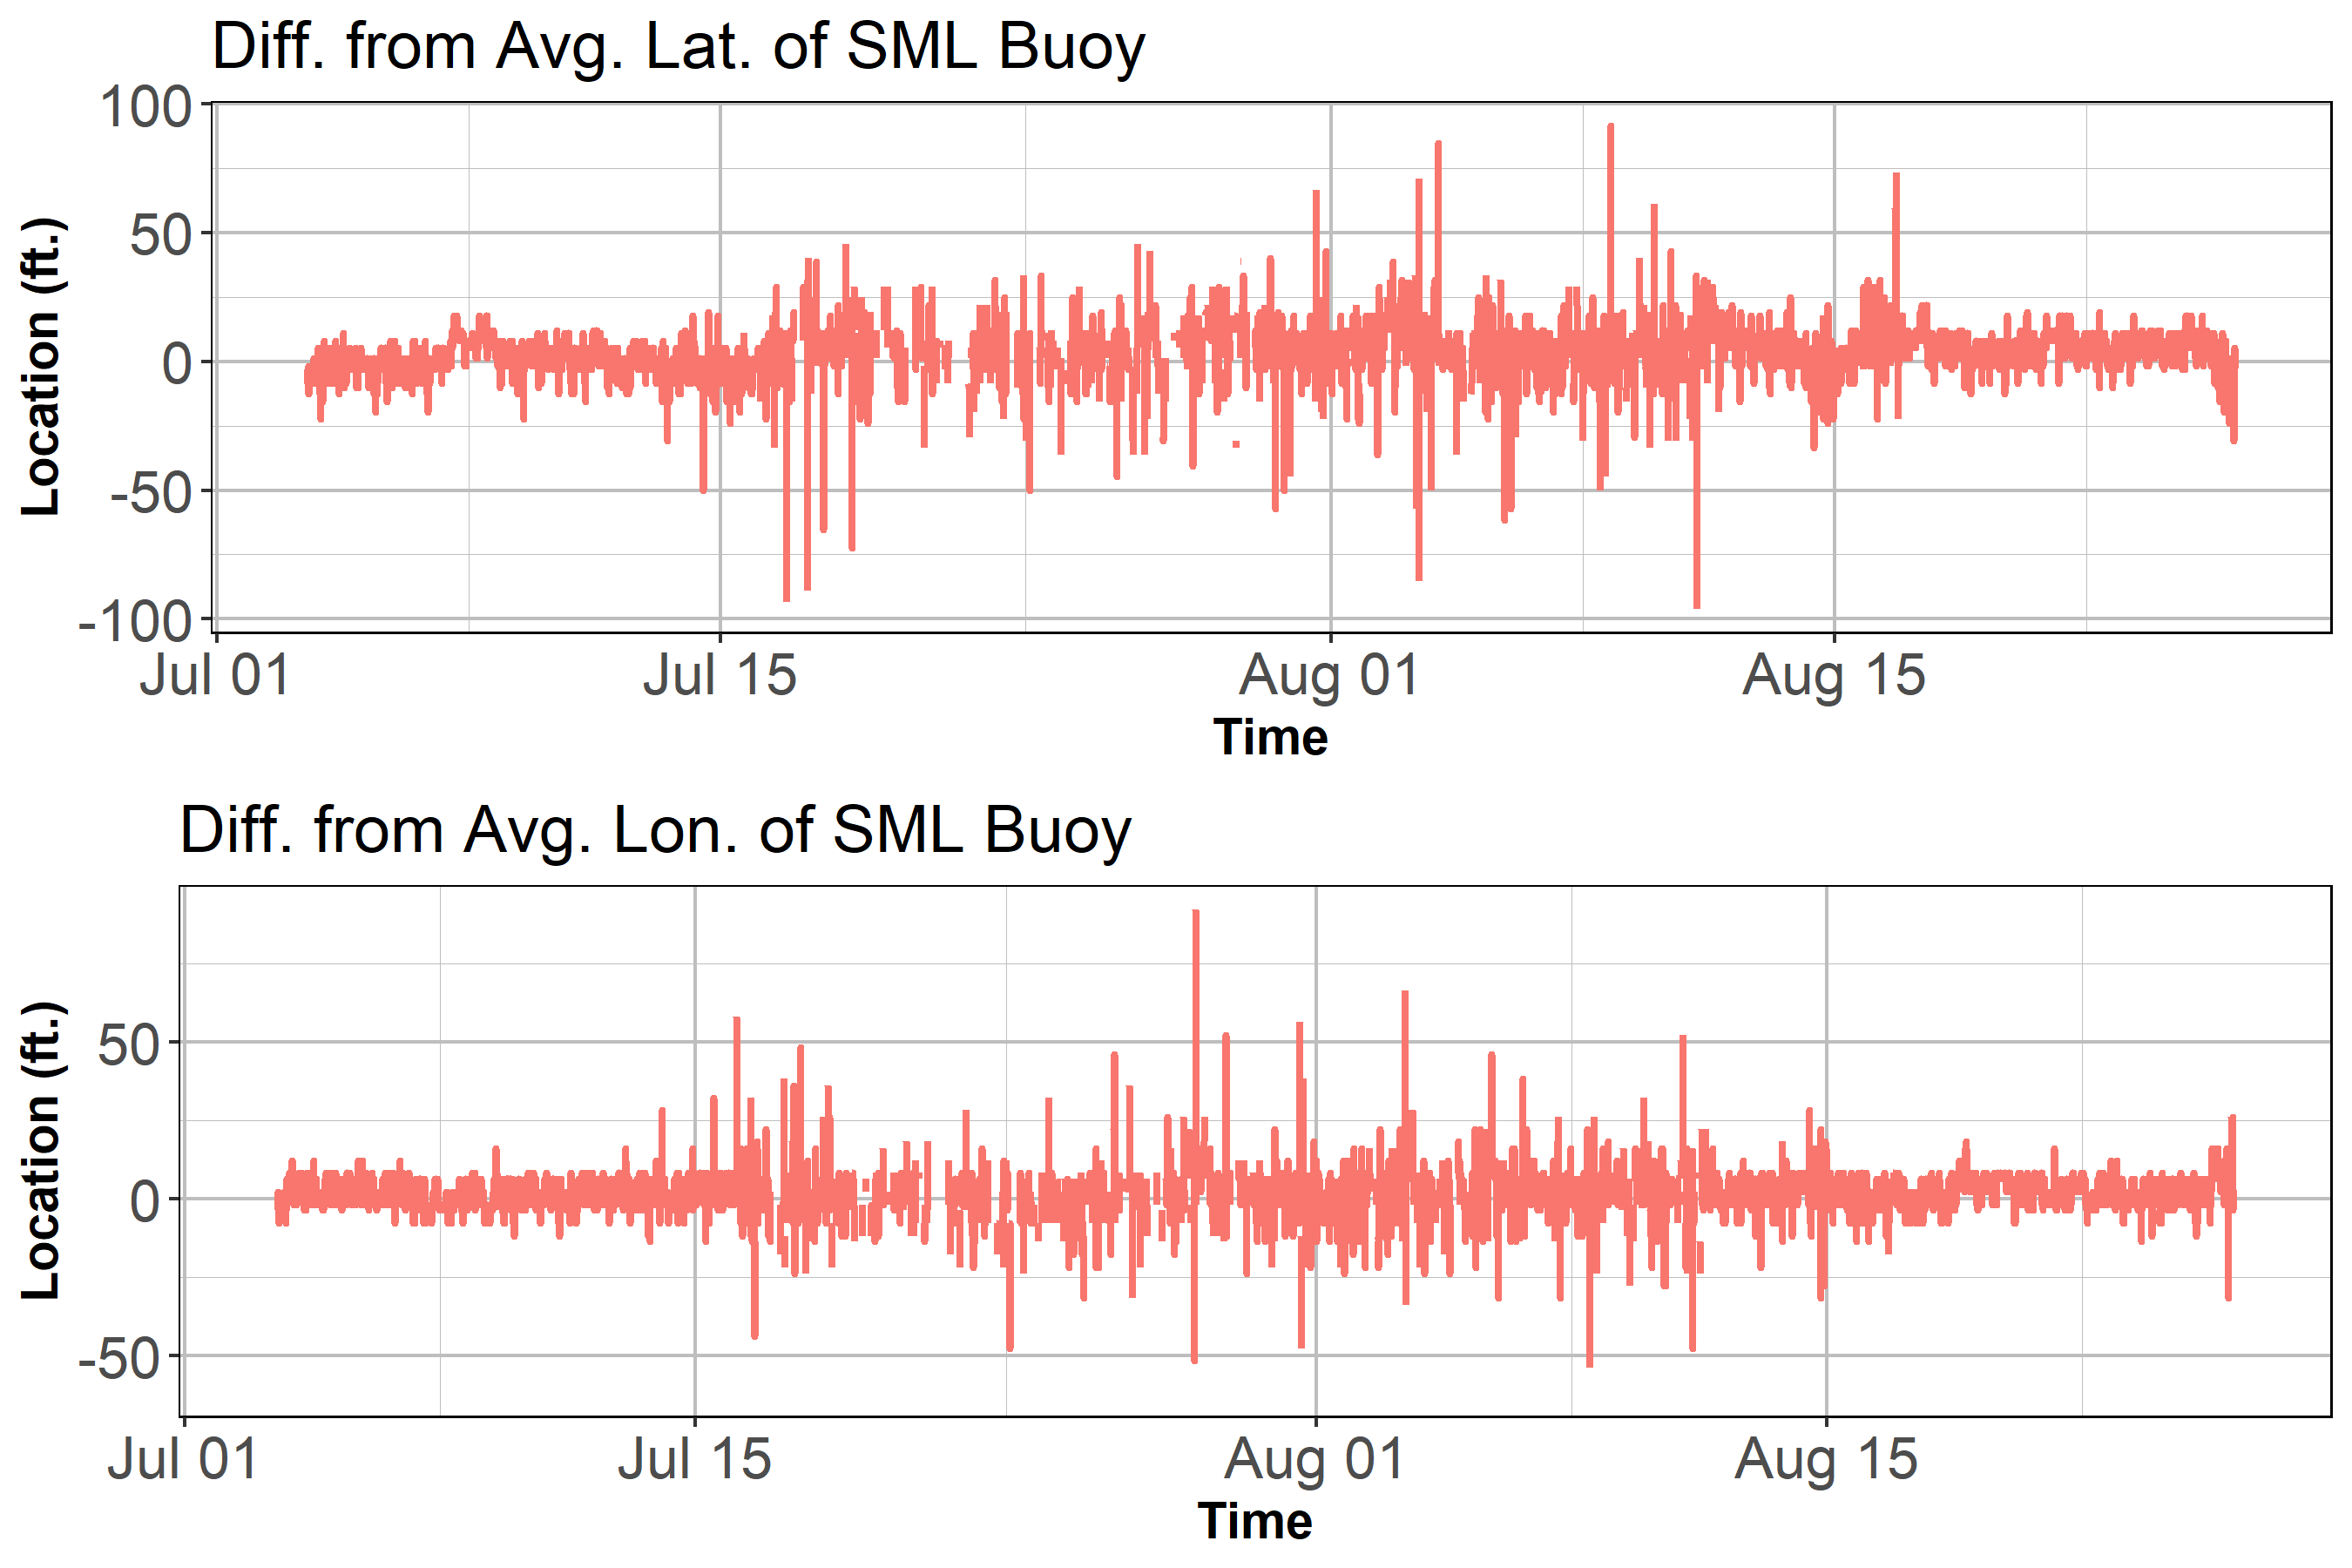 Diff. from Avg. Lat. of SML Buoy
100
50
0
-50
-100
Location (ft.)
Jul 01 Jul 15 Aug 01 Aug 15
Time
Diff. from Avg. Lon. of SML Buoy
50
0
-50
Location (ft.)
Jul 01 Jul 15 Aug 01 Aug 15
Time